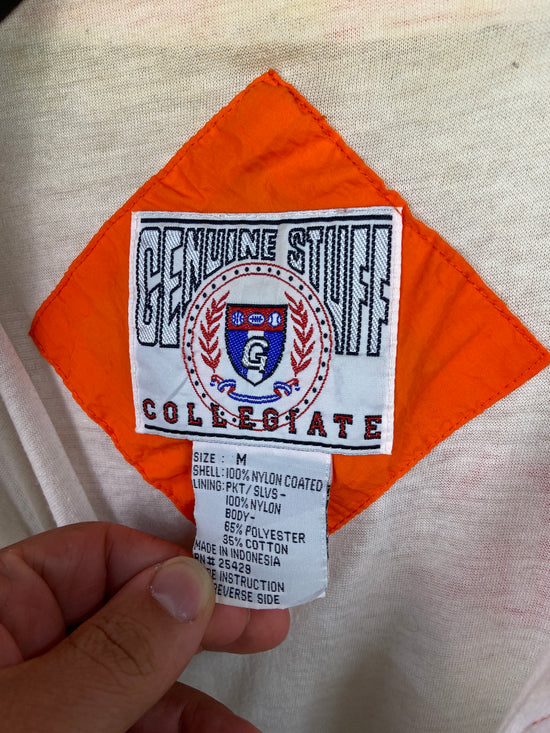 GENUINE STUFF
G
COLLEGIATE
SIZE : M
SHELL: 100% NYLON COATED
LINING: PKT/SLVS-
100% NYLON
BODY-
65% POLYESTER
35% COTTON
MADE IN INDONESIA
RN# 25429
INSTRUCTION
REVERSE SIDE